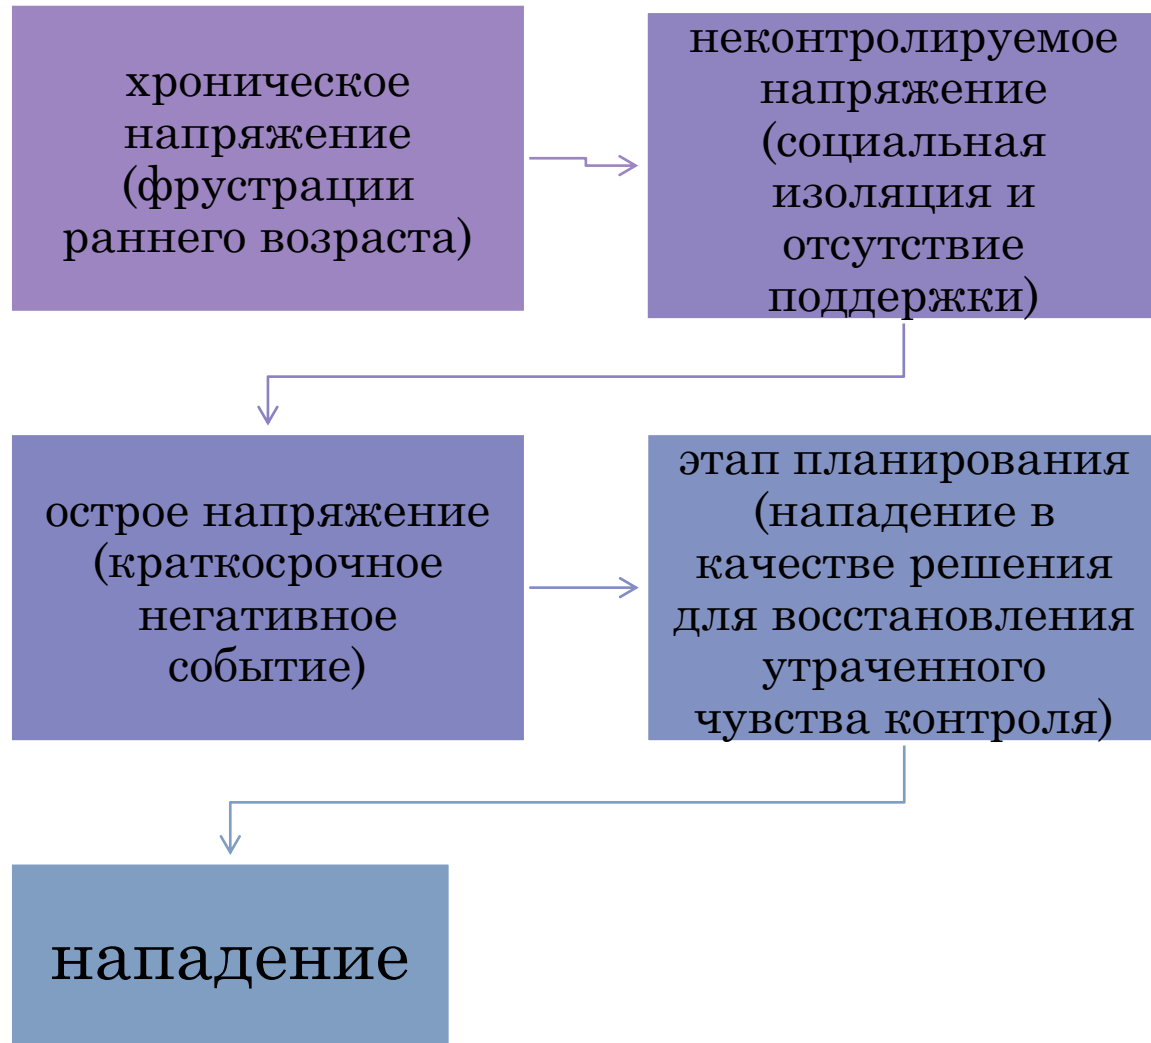 хроническое
напряжение
(фрустрации
раннего возраста)
неконтролируемое
напряжение
(социальная
изоляция и
отсутствие
поддержки)
острое напряжение
(краткосрочное
негативное
событие)
этап планирования
(нападение в
качестве решения
для восстановления
утраченного
чувства контроля)
нападение